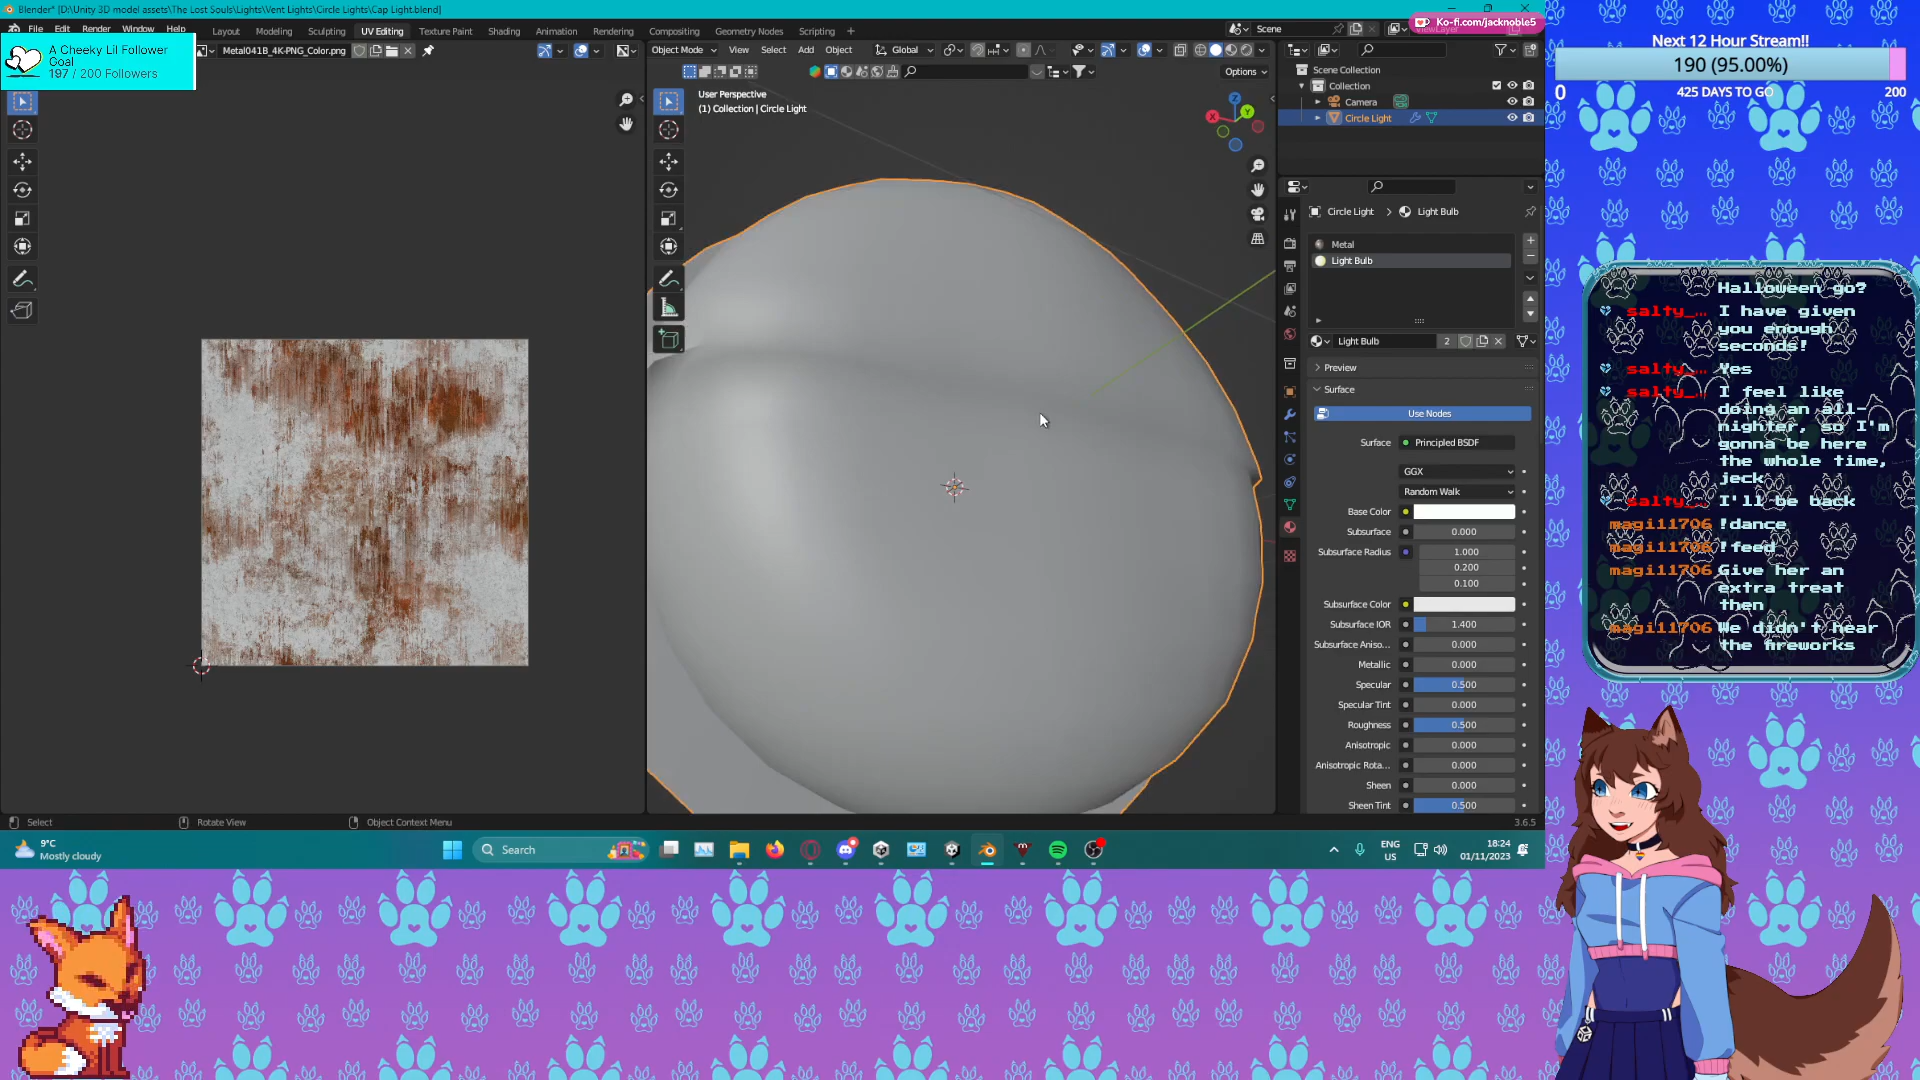 Blender* [D:\Unity 3D model assets\The Lost Souls\Lights\Vent Lights\Circle Lights\Cap Light.blend]
File Edit Render Window Help Layout Modeling Sculpting UV Editing Texture Paint Shading Animation Rendering Compositing Geometry Nodes Scripting +
Scene
Ko-fi.com/jacknoble5
A Cheeky Lil Follower
Goal
197 / 200 Followers
Metal041B_4K-PNG_Color.png
Object Mode View Select Add Object Global
Options
User Perspective
(1) Collection | Circle Light
Z
Y
X
Scene Collection
Collection
Camera
Circle Light
Circle Light > Light Bulb
Metal
Light Bulb
Light Bulb 2
Preview
Surface
Use Nodes
Surface Principled BSDF
GGX
Random Walk
Base Color
Subsurface 0.000
Subsurface Radius 1.000
0.200
0.100
Subsurface Color
Subsurface IOR 1.400
Subsurface Aniso... 0.000
Metallic 0.000
Specular 0.500
Specular Tint 0.000
Roughness 0.500
Anisotropic 0.000
Anisotropic Rota... 0.000
Sheen 0.000
Sheen Tint 0.500
Select Rotate View Object Context Menu 3.6.5
9°C
Mostly cloudy
Search
ENG
US
18:24
01/11/2023
Next 12 Hour Stream!!
190 (95.00%)
0 425 DAYS TO GO 200
Halloween go?
salty_... I have given
you enough
seconds!
salty_... Yes
salty_... I feel like
doing an all-
nighter, so I'm
gonna be here
the whole time,
jeck
salty_... I'll be back
magi11706 !dance
magi11706 !feed
magi11706 Give her an
extra treat
then
magi11706 We didn't hear
the fireworks